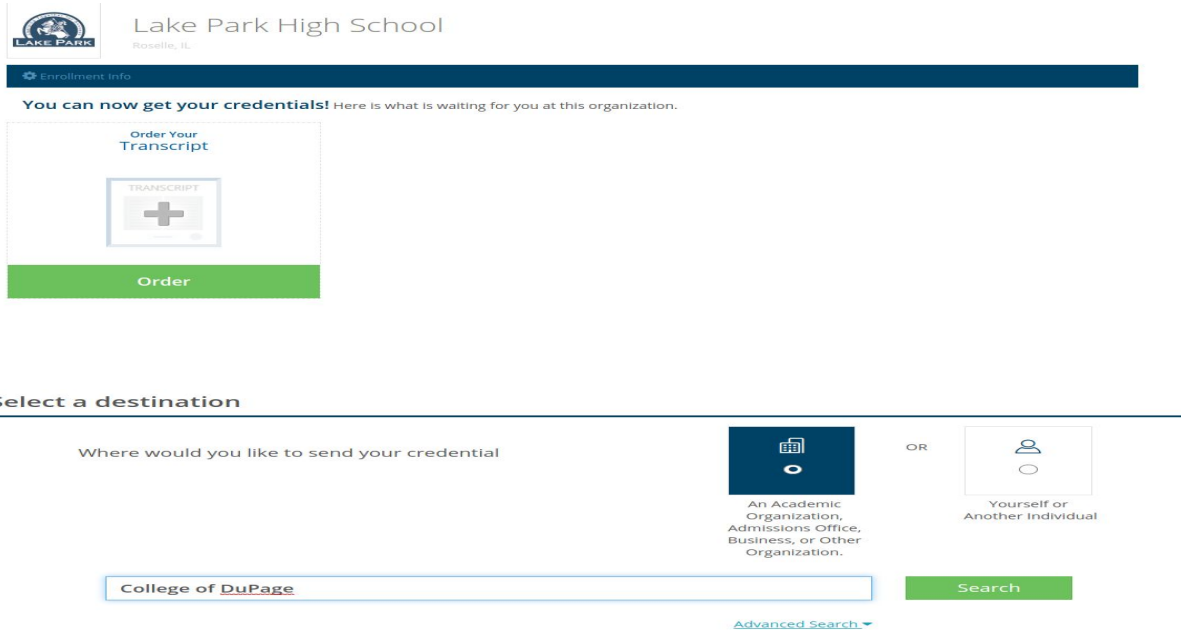 LAKE PARK
Lake Park High School
Roselle, IL
Enrollment Info
You can now get your credentials! Here is what is waiting for you at this organization.
Order Your
Transcript
TRANSCRIPT
Order
Select a destination
Where would you like to send your credential
OR
An Academic
Organization,
Admissions Office,
Business, or Other
Organization.
Yourself or
Another Individual
College of DuPage
Search
Advanced Search